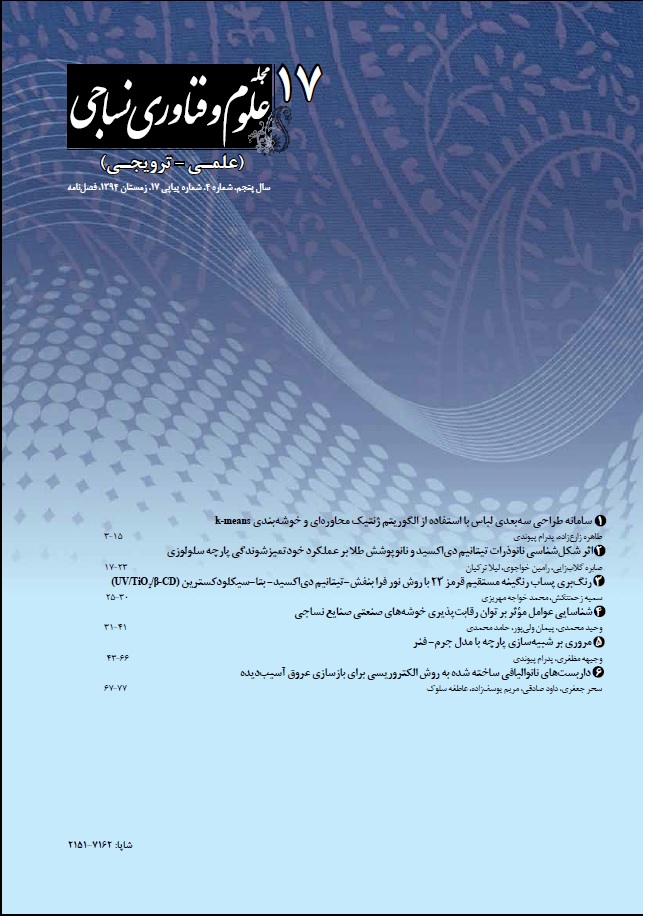 ۱۷
مجله
علوم و فناوری نساجی
(علمی - ترویجی)
سال پنجم، شماره ۴، شماره پیاپی ۱۷، زمستان ۱۳۹۴، فصل‌نامه
۱ سامانه طراحی سه‌بعدی لباس با استفاده از الگوریتم ژنتیک محاوره‌ای و خوشه‌بندی k-means
طاهره زارع‌زاده، پدرام پیوندی ۳-۱۵
۲ اثر شکل‌شناسی نانوذرات تیتانیم دی‌اکسید و نانوپوشش طلا بر عملکرد خودتمیزشوندگی پارچه سلولوزی
صابره گلاب‌زایی، رامین خواجوی، لیلا ترکیان ۱۷-۲۳
۳ رنگ‌بری پساب رنگینه مستقیم قرمز ۲۳ با روش نور فرابنفش-تیتانیم دی‌اکسید-بتا-سیکلودکسترین (UV/TiO₂/β-CD)
سمیه زحمتکش، محمد خواجه مهریزی ۲۵-۳۰
۴ شناسایی عوامل مؤثر بر توان رقابت‌پذیری خوشه‌های صنعتی صنایع نساجی
وحید محمدی، پیمان ولی‌پور، حامد محمدی ۳۱-۴۱
۵ مروری بر شبیه‌سازی پارچه با مدل جرم-فنر
وجیهه مظفری، پدرام پیوندی ۴۳-۶۶
۶ داربست‌های نانوالیافی ساخته شده به روش الکتروریسی برای بازسازی عروق آسیب‌دیده
سحر جعفری، داود صادقی، مریم یوسف‌زاده، عاطفه سلوک ۶۷-۷۷
شاپا: ۷۱۶۲-۲۱۵۱